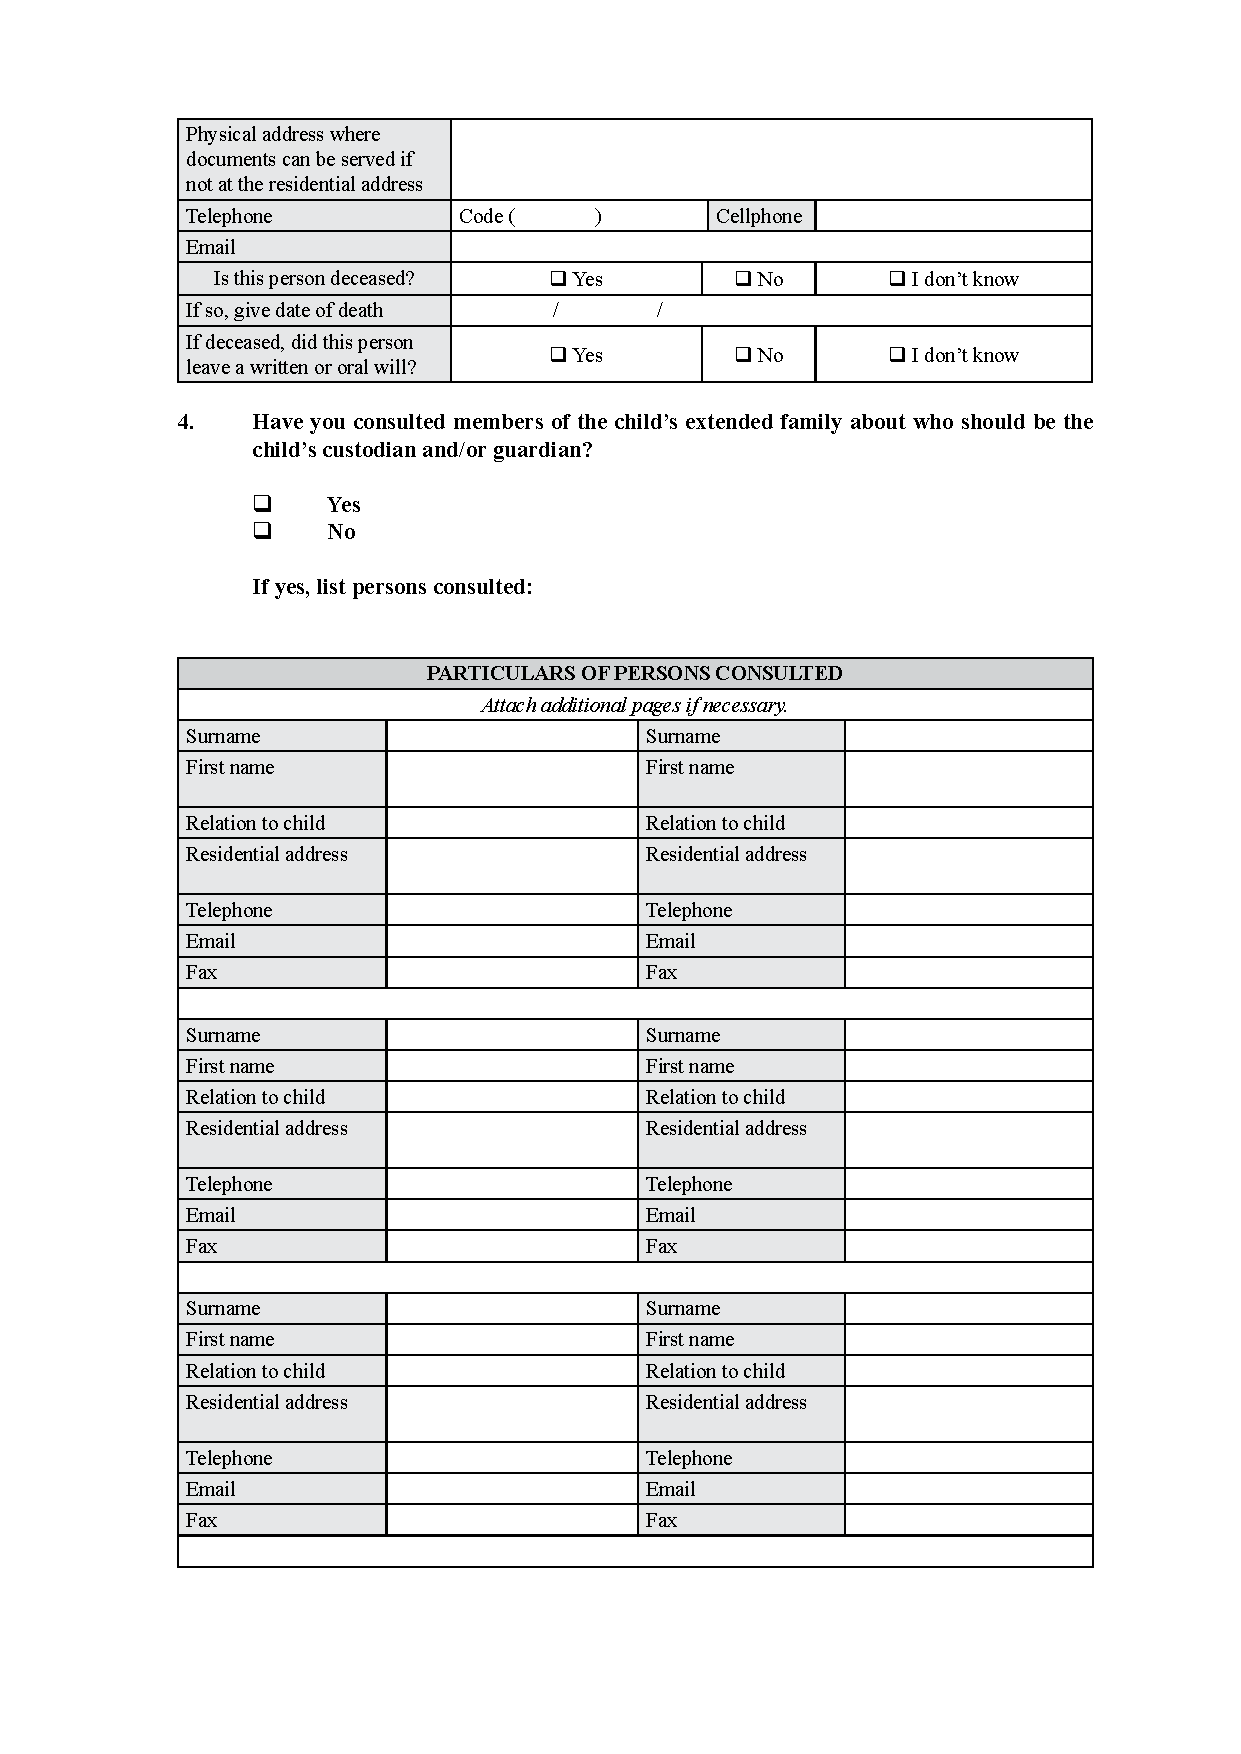 Physical address where
documents can be served if
not at the residential address
Telephone Code ( ) Cellphone
Email
Is this person deceased? ❑ Yes ❑ No ❑ I don’t know
If so, give date of death / /
If deceased, did this person
leave a written or oral will? ❑ Yes ❑ No ❑ I don’t know
4. Have you consulted members of the child’s extended family about who should be the
child’s custodian and/or guardian?
❑ Yes
❑ No
If yes, list persons consulted:
PARTICULARS OF PERSONS CONSULTED
Attach additional pages if necessary.
Surname Surname
First name First name
Relation to child Relation to child
Residential address Residential address
Telephone Telephone
Email Email
Fax Fax
Surname Surname
First name First name
Relation to child Relation to child
Residential address Residential address
Telephone Telephone
Email Email
Fax Fax
Surname Surname
First name First name
Relation to child Relation to child
Residential address Residential address
Telephone Telephone
Email Email
Fax Fax